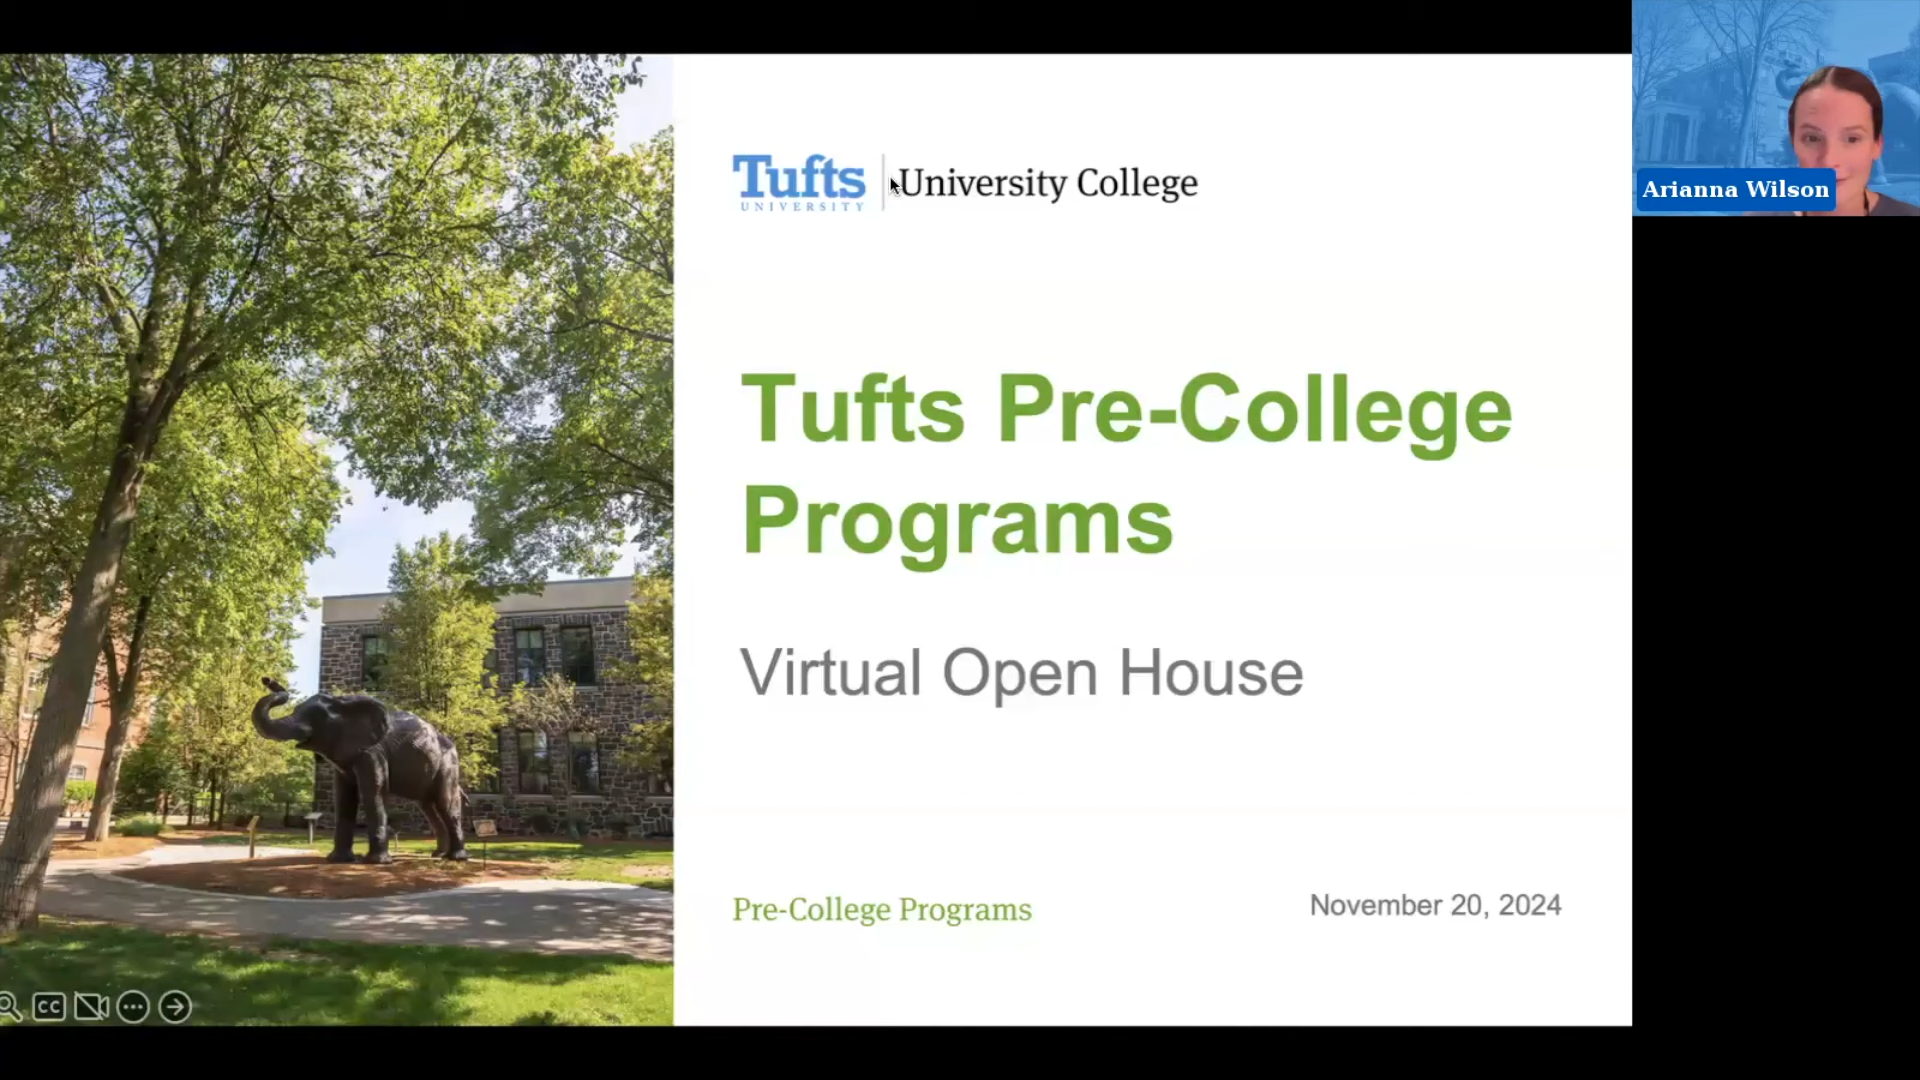 Tufts
UNIVERSITY
University College
Arianna Wilson
Tufts Pre-College
Programs
Virtual Open House
Pre-College Programs
November 20, 2024
CC